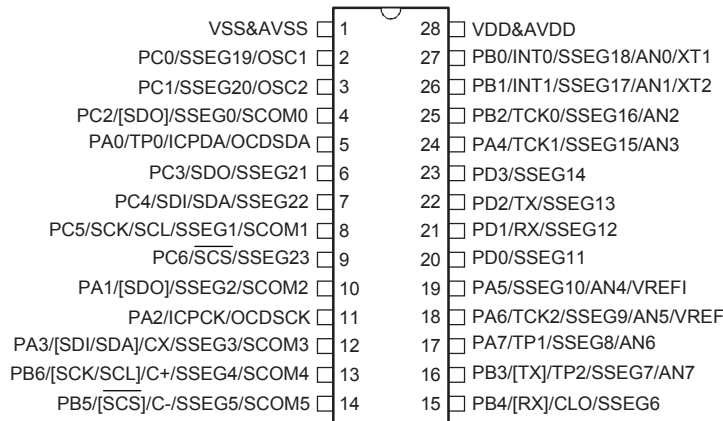 VSS&AVSS 1 28 VDD&AVDD
PC0/SSEG19/OSC1 2 27 PB0/INT0/SSEG18/AN0/XT1
PC1/SSEG20/OSC2 3 26 PB1/INT1/SSEG17/AN1/XT2
PC2/[SDO]/SSEG0/SCOM0 4 25 PB2/TCK0/SSEG16/AN2
PA0/TP0/ICPDA/OCDSDA 5 24 PA4/TCK1/SSEG15/AN3
PC3/SDO/SSEG21 6 23 PD3/SSEG14
PC4/SDI/SDA/SSEG22 7 22 PD2/TX/SSEG13
PC5/SCK/SCL/SSEG1/SCOM1 8 21 PD1/RX/SSEG12
PC6/SCS/SSEG23 9 20 PD0/SSEG11
PA1/[SDO]/SSEG2/SCOM2 10 19 PA5/SSEG10/AN4/VREFI
PA2/ICPCK/OCDSCK 11 18 PA6/TCK2/SSEG9/AN5/VREF
PA3/[SDI/SDA]/CX/SSEG3/SCOM3 12 17 PA7/TP1/SSEG8/AN6
PB6/[SCK/SCL]/C+/SSEG4/SCOM4 13 16 PB3/[TX]/TP2/SSEG7/AN7
PB5/[SCS]/C-/SSEG5/SCOM5 14 15 PB4/[RX]/CLO/SSEG6